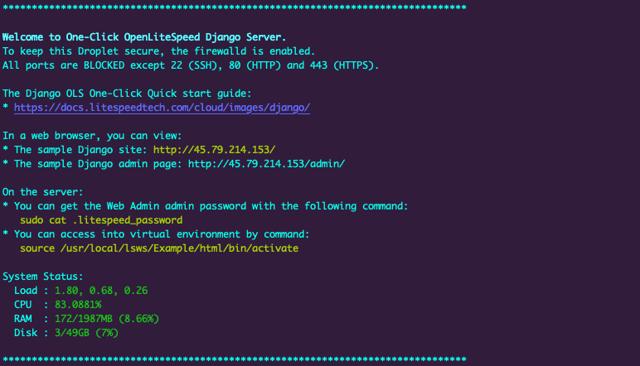 ********************************************************************************
Welcome to One-Click OpenLiteSpeed Django Server.
To keep this Droplet secure, the firewalld is enabled.
All ports are BLOCKED except 22 (SSH), 80 (HTTP) and 443 (HTTPS).
The Django OLS One-Click Quick start guide:
* https://docs.litespeedtech.com/cloud/images/django/
In a web browser, you can view:
* The sample Django site: http://45.79.214.153/
* The sample Django admin page: http://45.79.214.153/admin/
On the server:
* You can get the Web Admin admin password with the following command:
sudo cat .litespeed_password
* You can access into virtual environment by command:
source /usr/local/lsws/Example/html/bin/activate
System Status:
Load : 1.80, 0.68, 0.26
CPU : 83.0881%
RAM : 172/1987MB (8.66%)
Disk : 3/49GB (7%)
********************************************************************************